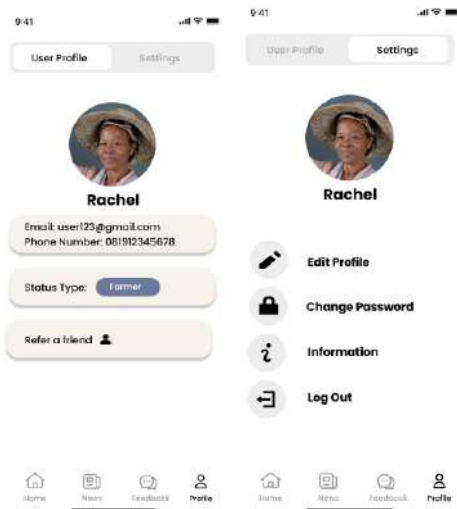 9:41
User Profile
Settings
Rachel
Email: user123@gmail.com
Phone Number: 081912345678
Status Type: Farmer
Refer a friend
Home
News
Feedback
Profile
9:41
User Profile
Settings
Rachel
Edit Profile
Change Password
Information
Log Out
Home
News
Feedback
Profile